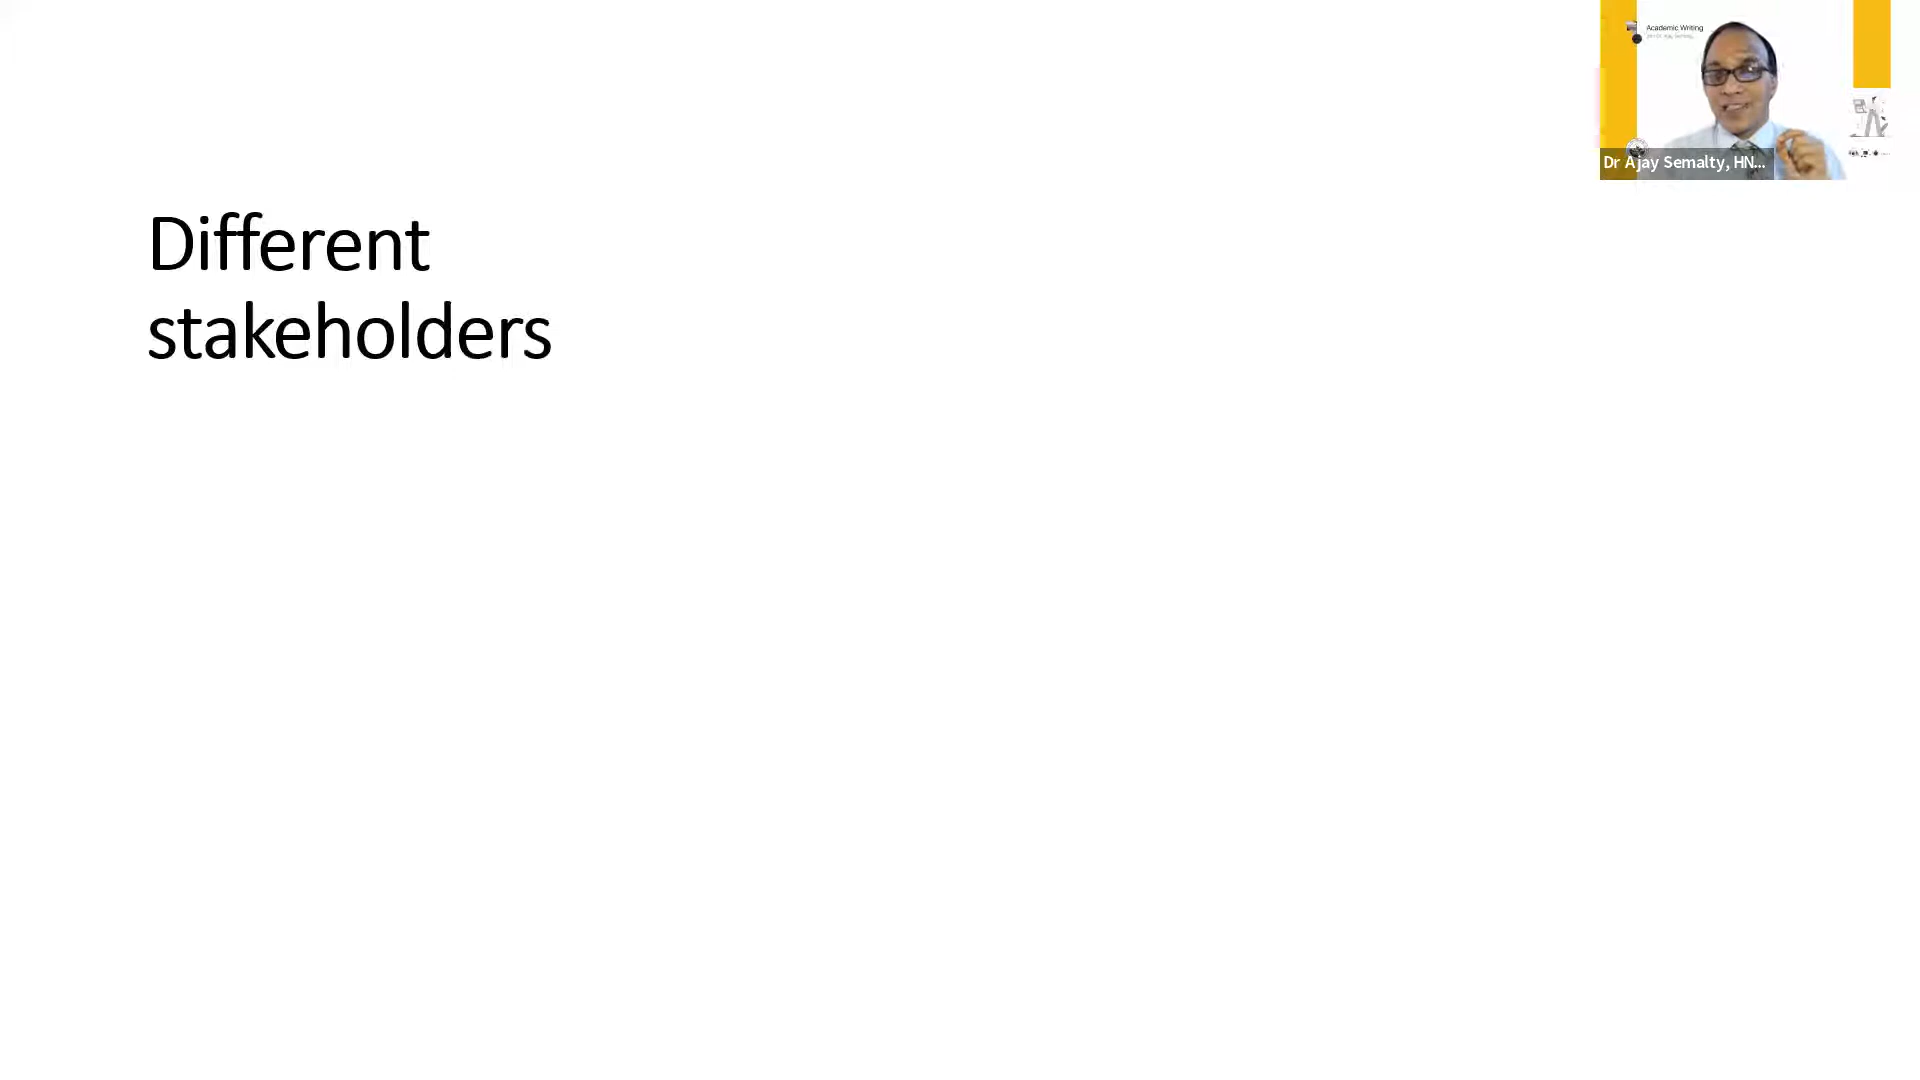 Academic Writing
Dr Ajay Semalty, HN...
Different
stakeholders